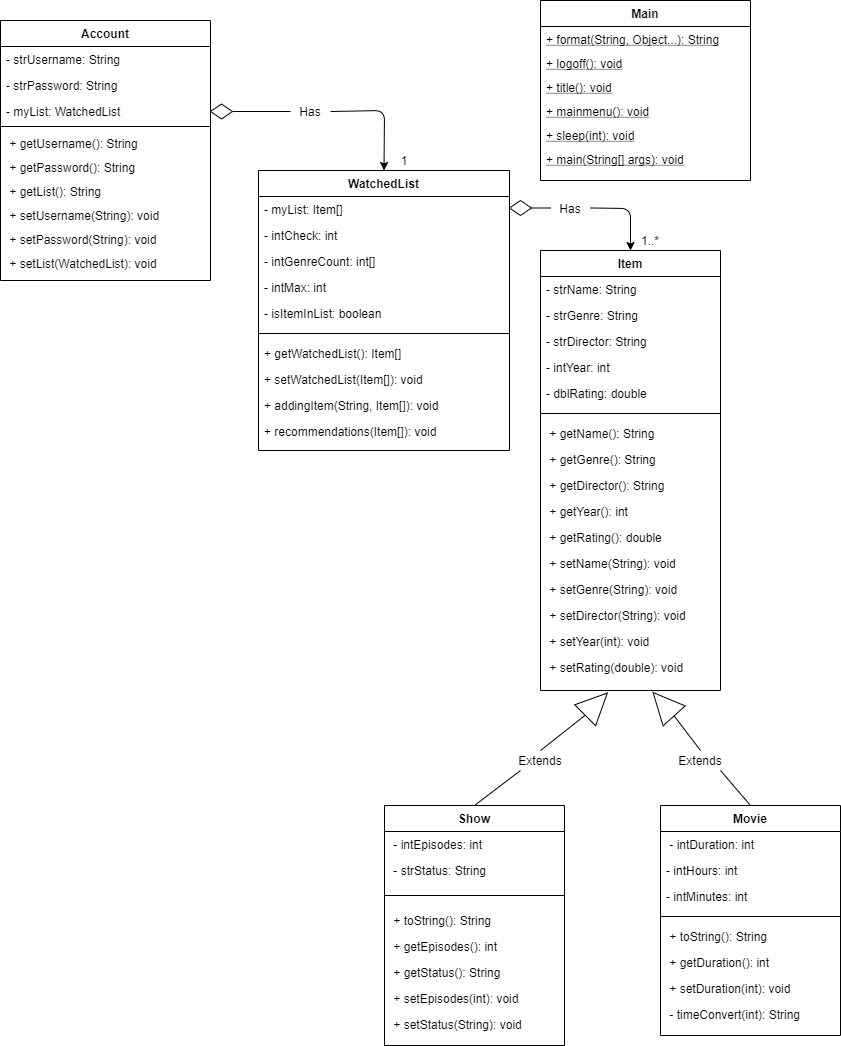 Account
- strUsername: String
- strPassword: String
- myList: WatchedList
+ getUsername(): String
+ getPassword(): String
+ getList(): String
+ setUsername(String): void
+ setPassword(String): void
+ setList(WatchedList): void
Has
1
Main
+ format(String, Object...): String
+ logoff(): void
+ title(): void
+ mainmenu(): void
+ sleep(int): void
+ main(String[] args): void
WatchedList
- myList: Item[]
- intCheck: int
- intGenreCount: int[]
- intMax: int
- isItemInList: boolean
+ getWatchedList(): Item[]
+ setWatchedList(Item[]): void
+ addingItem(String, Item[]): void
+ recommendations(Item[]): void
Has
1..*
Item
- strName: String
- strGenre: String
- strDirector: String
- intYear: int
- dblRating: double
+ getName(): String
+ getGenre(): String
+ getDirector(): String
+ getYear(): int
+ getRating(): double
+ setName(String): void
+ setGenre(String): void
+ setDirector(String): void
+ setYear(int): void
+ setRating(double): void
Extends
Extends
Show
- intEpisodes: int
- strStatus: String
+ toString(): String
+ getEpisodes(): int
+ getStatus(): String
+ setEpisodes(int): void
+ setStatus(String): void
Movie
- intDuration: int
- intHours: int
- intMinutes: int
+ toString(): String
+ getDuration(): int
+ setDuration(int): void
- timeConvert(int): String